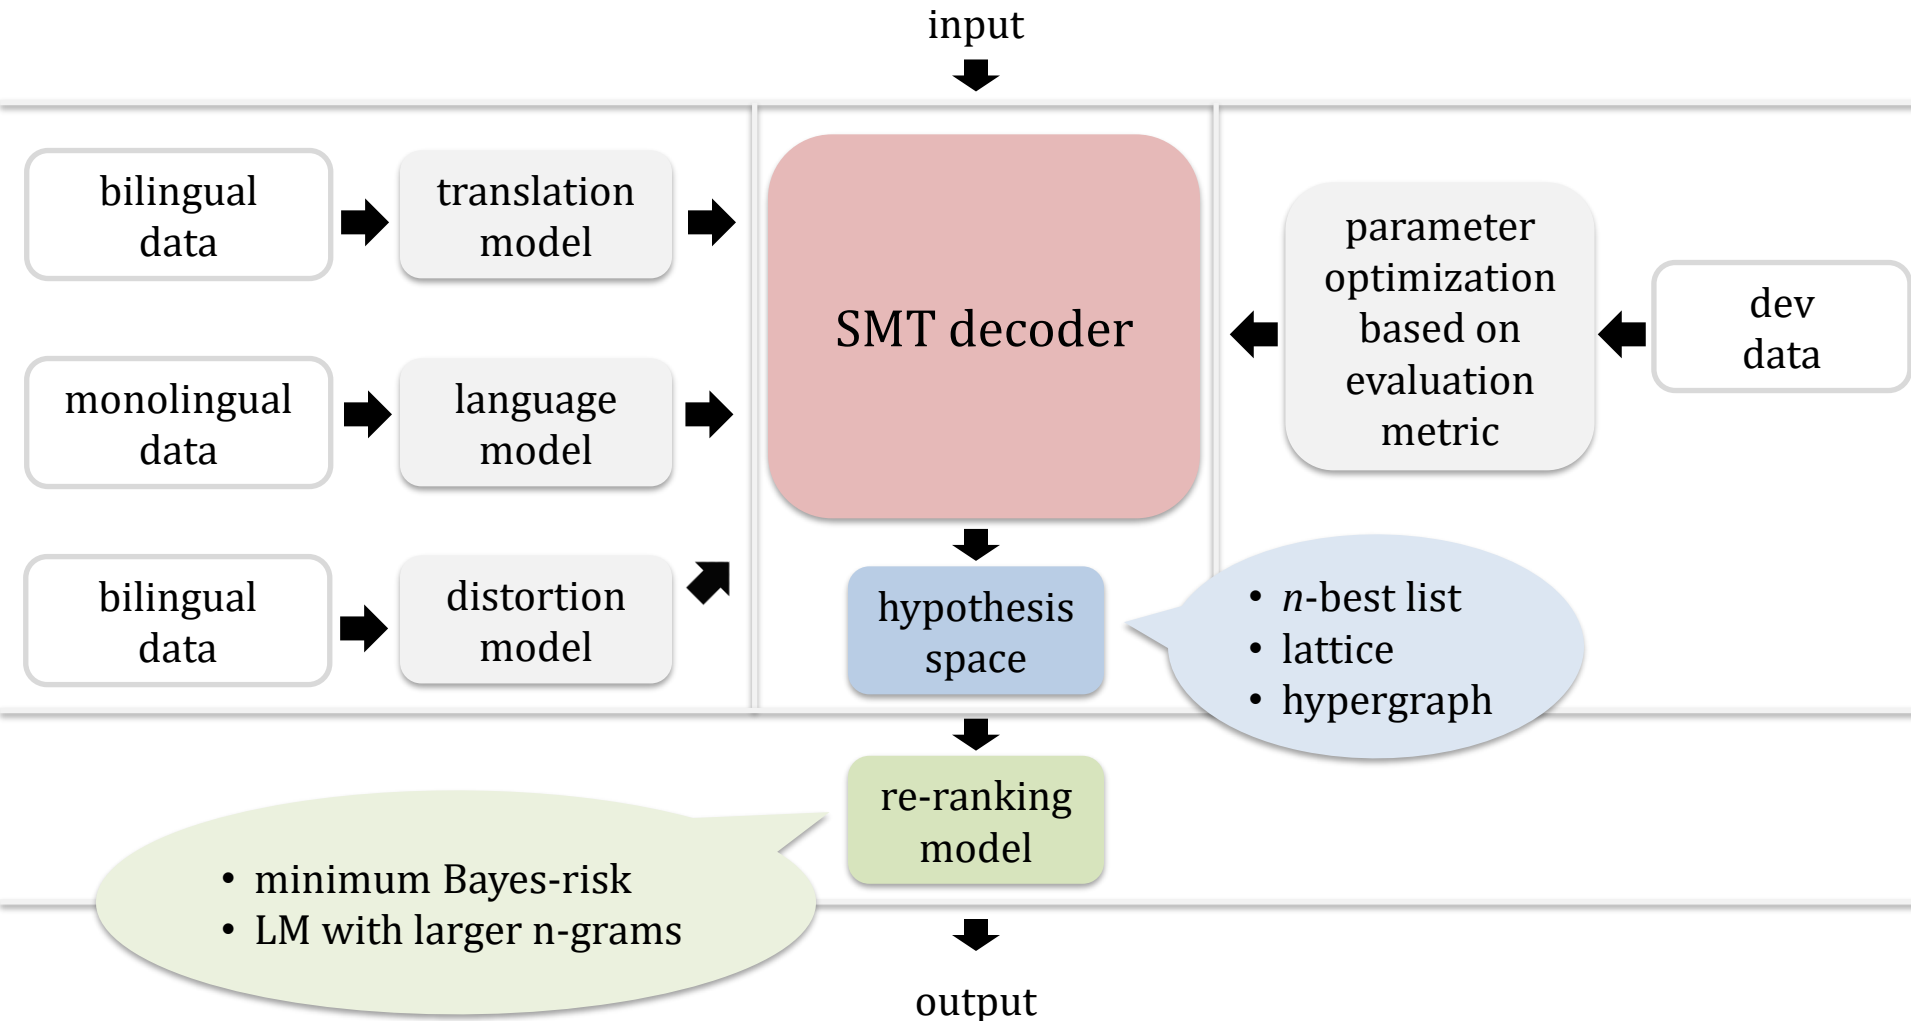 input
bilingual
data
translation
model
monolingual
data
language
model
bilingual
data
distortion
model
SMT decoder
parameter
optimization
based on
evaluation
metric
dev
data
hypothesis
space
• n-best list
• lattice
• hypergraph
re-ranking
model
• minimum Bayes-risk
• LM with larger n-grams
output